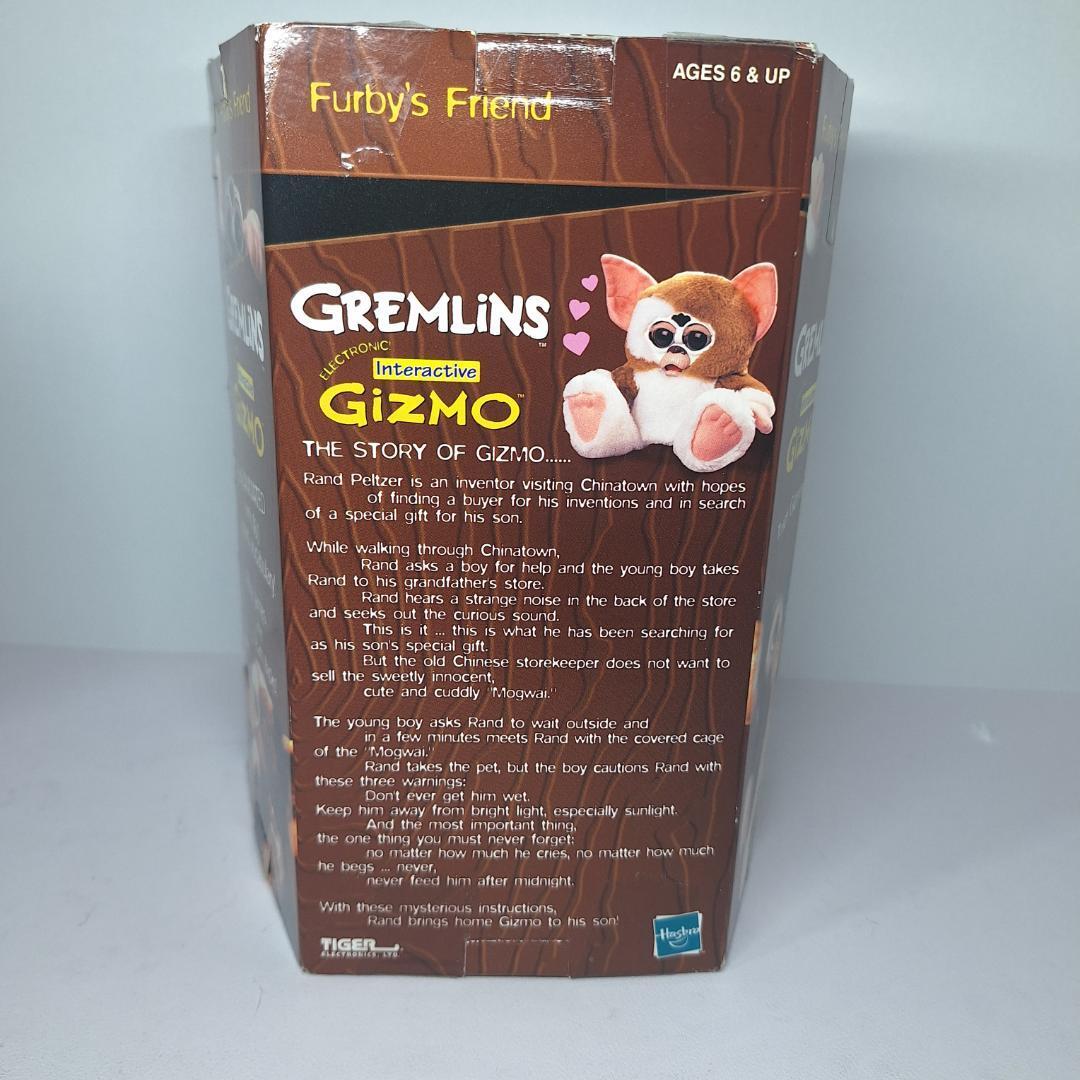 Furby's Friend
AGES 6 & UP
GREMLiNS™
ELECTRONIC!
Interactive
GiZMO™
THE STORY OF GIZMO......
Rand Peltzer is an inventor visiting Chinatown with hopes
of finding a buyer for his inventions and in search
of a special gift for his son.
While walking through Chinatown,
Rand asks a boy for help and the young boy takes
Rand to his grandfather's store.
Rand hears a strange noise in the back of the store
and seeks out the curious sound.
This is it ... this is what he has been searching for
as his son's special gift.
But the old Chinese storekeeper does not want to
sell the sweetly innocent,
cute and cuddly "Mogwai."
The young boy asks Rand to wait outside and
in a few minutes meets Rand with the covered cage
of the "Mogwai."
Rand takes the pet, but the boy cautions Rand with
these three warnings:
Don't ever get him wet.
Keep him away from bright light, especially sunlight.
And the most important thing,
the one thing you must never forget:
no matter how much he cries, no matter how much
he begs ... never,
never feed him after midnight.
With these mysterious instructions,
Rand brings home Gizmo to his son!
TIGER
ELECTRONICS, LTD.
Hasbro
Friend
GREMLINS